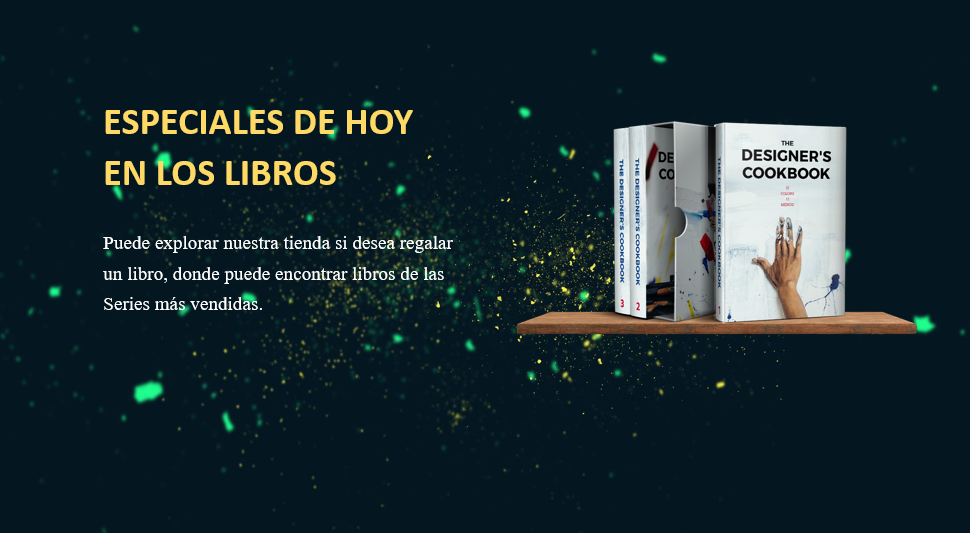 ESPECIALES DE HOY
EN LOS LIBROS
Puede explorar nuestra tienda si desea regalar
un libro, donde puede encontrar libros de las
Series más vendidas.
THE DESIGNER'S COOKBOOK
3
THE DESIGNER'S COOKBOOK
2
DE
CO
THE DESIGNER'S COOKBOOK
1
THE
DESIGNER'S
COOKBOOK